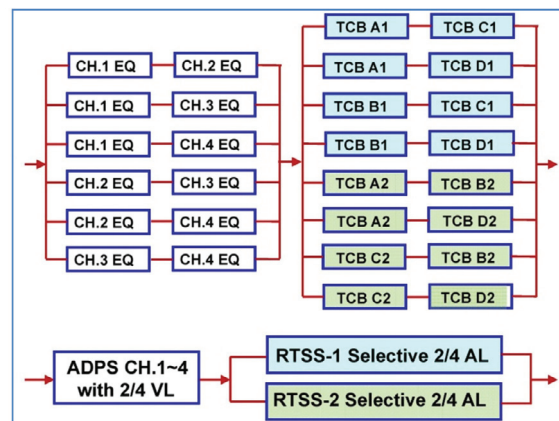 TCB A1 TCB C1
CH.1 EQ CH.2 EQ
TCB A1 TCB D1
CH.1 EQ CH.3 EQ
TCB B1 TCB C1
CH.1 EQ CH.4 EQ
TCB B1 TCB D1
CH.2 EQ CH.3 EQ
TCB A2 TCB B2
CH.2 EQ CH.4 EQ
TCB A2 TCB D2
CH.3 EQ CH.4 EQ
TCB C2 TCB B2
TCB C2 TCB D2
ADPS CH.1~4
with 2/4 VL
RTSS-1 Selective 2/4 AL
RTSS-2 Selective 2/4 AL